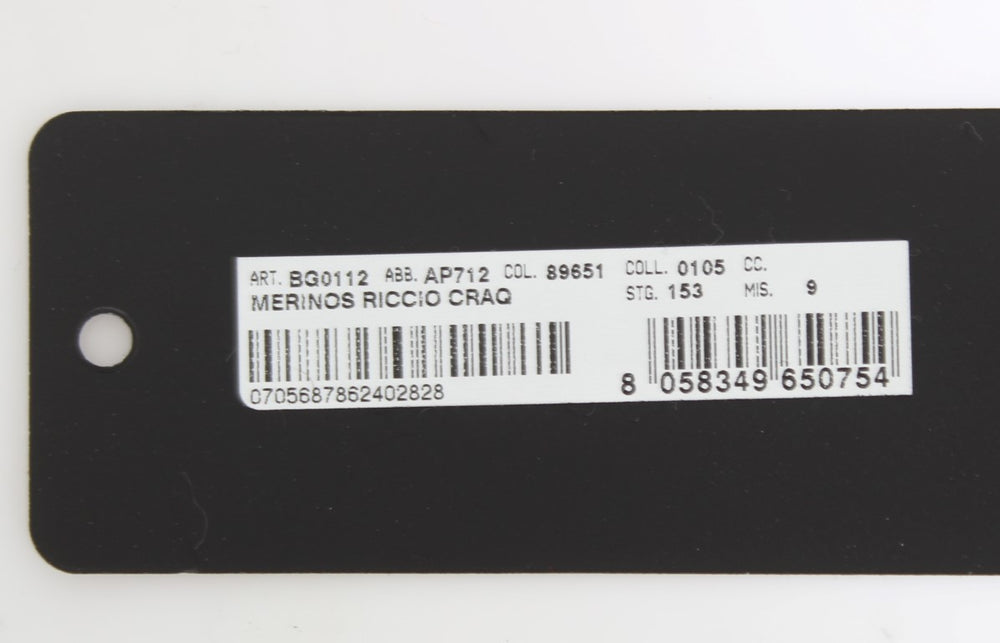 ART. BG0112 ABB. AP712 COL. 89651 COLL. 0105 CC.
MERINOS RICCIO CRAQ STG. 153 MIS. 9
0705687862402828
8 058349 650754